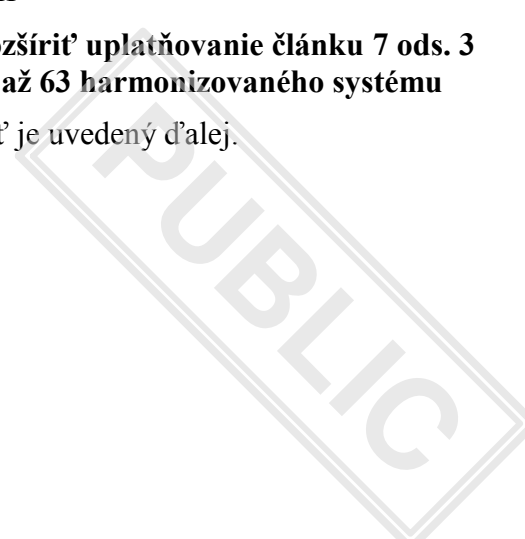 ozšíriť uplatňovanie článku 7 ods. 3
až 63 harmonizovaného systému
je uvedený ďalej.
PUBLIC